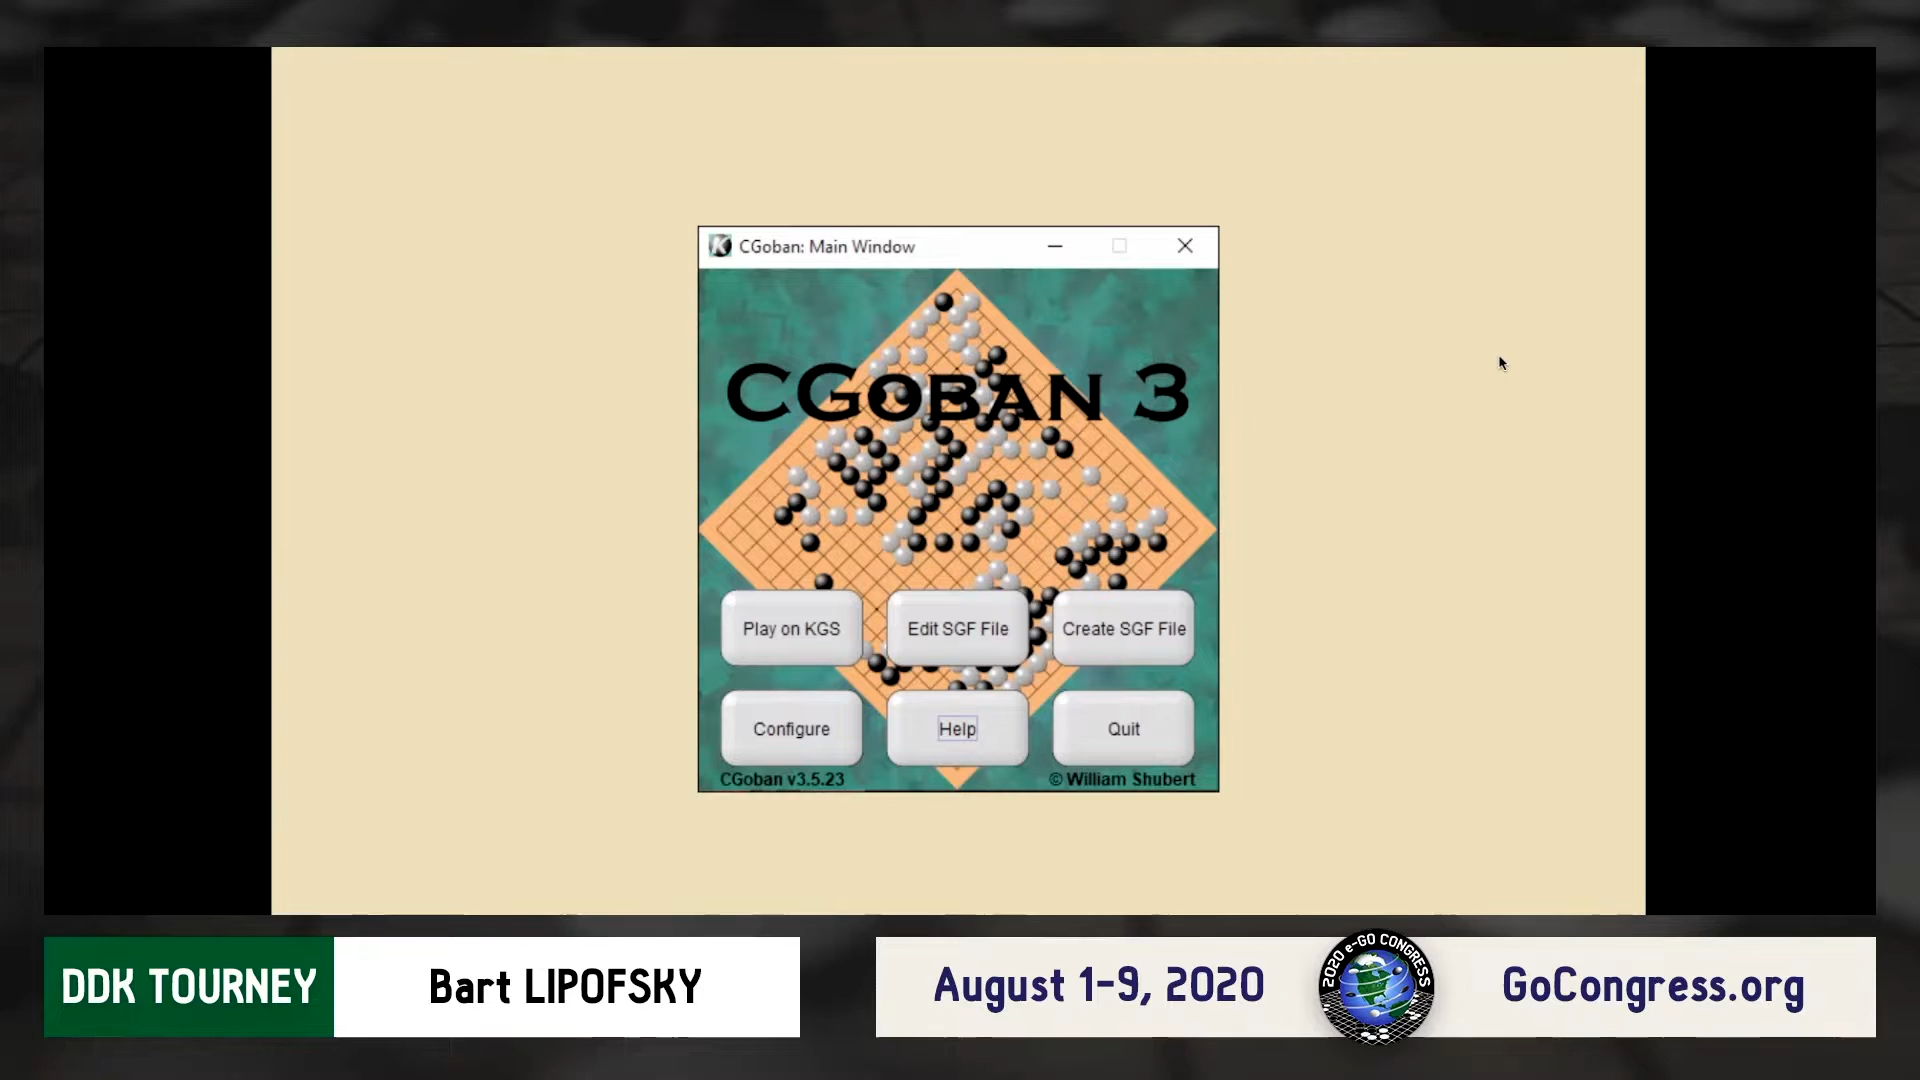 CGoban: Main Window
CGOBAN 3
Play on KGS
Edit SGF File
Create SGF File
Configure
Help
Quit
CGoban v3.5.23
© William Shubert
DDK TOURNEY
Bart LIPOFSKY
August 1-9, 2020
2020 e-GO CONGRESS
GoCongress.org